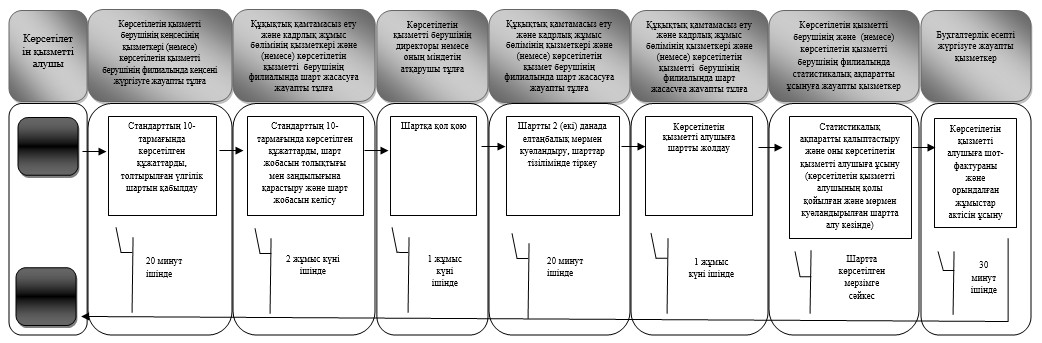 Көрсетілет
ін қызметті
алушы
Көрсетілетін қызметті
берушінің кеңсесінің
қызметкері (немесе)
көрсетілетін қызметті
берушінің филиалында кеңсені
жүргізуге жауапты тұлға
Құқықтық қамтамасыз ету
және кадрлық жұмыс
бөлімінің қызметкері және
(немесе) көрсетілетін
қызметті берушінің
филиалында шарт жасасуға
жауапты тұлға
Көрсетілетін
қызметті берушінің
директоры немесе
оның міндетін
атқарушы тұлға
Құқықтық қамтамасыз ету
және кадрлық жұмыс
бөлімінің қызметкері және
(немесе) көрсетілетін
қызмет берушінің
филиалында шарт жасасуға
жауапты тұлға
Құқықтық қамтамасыз ету
және кадрлық жұмыс
бөлімінің қызметкері және
(немесе) көрсетілетін
қызметті берушінің
филиалында шарт
жасасуға жауапты тұлға
Көрсетілетін қызметті
берушінің және (немесе)
көрсетілетін қызметті
берушінің филиалында
статистикалық ақпаратты
ұсынуға жауапты қызметкер
Бухгалтерлік есепті
жүргізуге жауапты
қызметкер
Стандарттың 10-
тармағында
көрсетілген
құжаттарды,
толтырылған үлгілік
шартын қабылдау
Стандарттың 10-
тармағында көрсетілген
құжаттарды, шарт
жобасын толықтығы
мен заңдылығына
қарастыру және шарт
жобасын келісу
Шартқа қол қою
Шартты 2 (екі) данада
елтаңбалық мөрмен
куәландыру, шарттар
тізілімінде тіркеу
Көрсетілетін
қызметті алушыға
шартты жолдау
Статистикалық
ақпаратты қалыптастыру
және оны көрсетілетін
қызметті алушыға ұсыну
(көрсетілетін қызметті
алушының қолы
қойылған және мөрмен
куәландырылған шартта
алу кезінде)
Көрсетілетін
қызметті
алушыға шот-
фактураны
және
орындалған
жұмыстар
актісін ұсыну
20 минут
ішінде
2 жұмыс күні
ішінде
1 жұмыс
күні
ішінде
20 минут
ішінде
1 жұмыс
күні ішінде
Шартта
көрсетілген
мерзімге
сәйкес
30
минут
ішінде